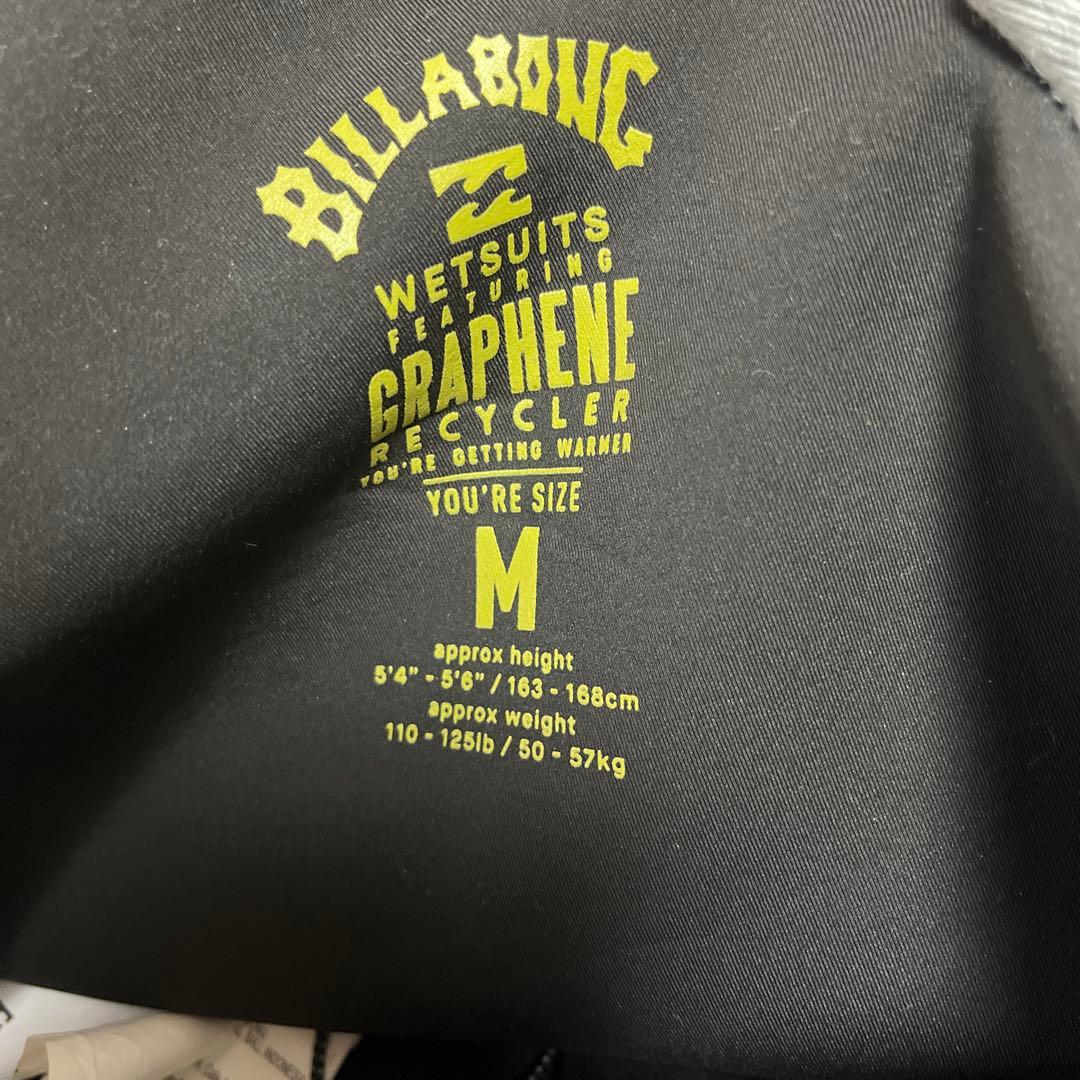 BILLABONG
WETSUITS
FEATURING
GRAPHENE
RECYCLER
YOU'RE GETTING WARMER
YOU'RE SIZE
M
approx height
5'4" - 5'6" / 163 - 168cm
approx weight
110 - 125lb / 50 - 57kg